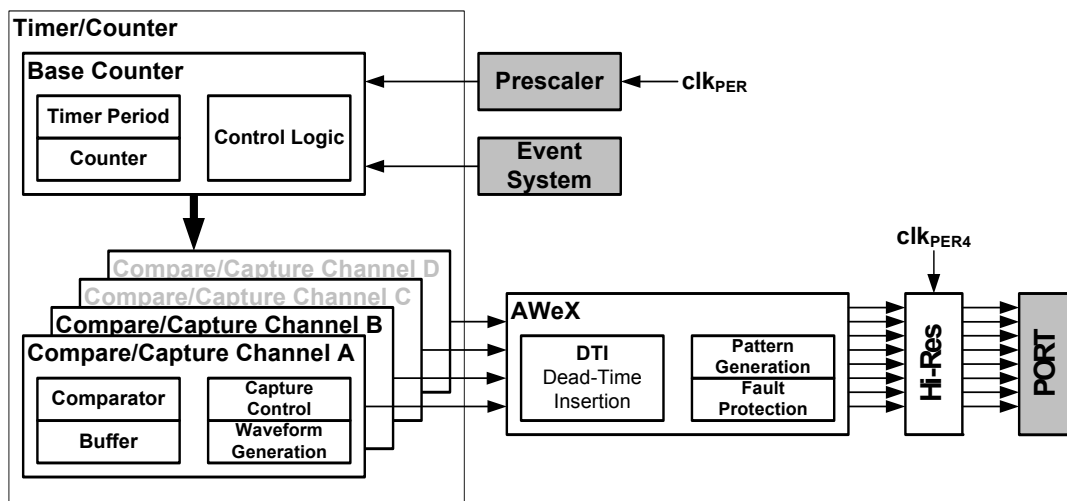 Timer/Counter
Base Counter
Timer Period
Counter
Control Logic
Prescaler
clkPER
Event
System
Compare/Capture Channel D
Compare/Capture Channel C
Compare/Capture Channel B
Compare/Capture Channel A
Comparator
Buffer
Capture
Control
Waveform
Generation
AWeX
DTI
Dead-Time
Insertion
Pattern
Generation
Fault
Protection
clkPER4
Hi-Res
PORT